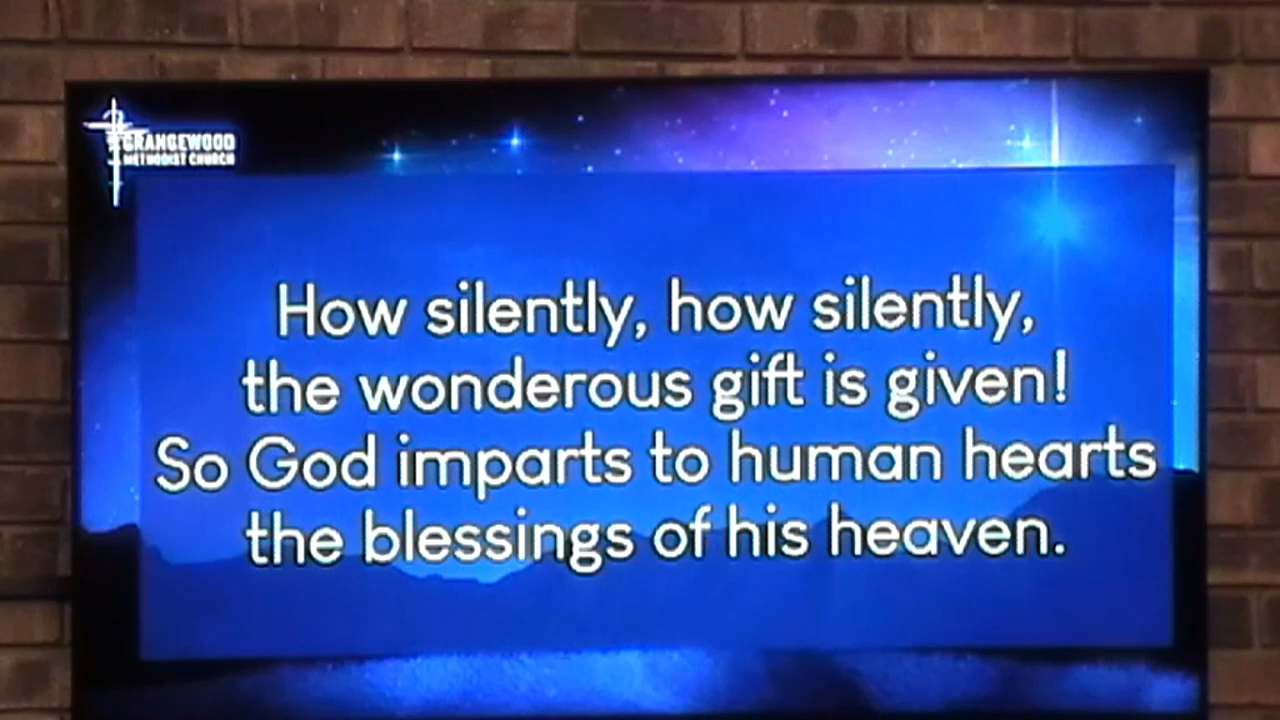 GRANGEWOOD
METHODIST CHURCH
How silently, how silently,
the wonderous gift is given!
So God imparts to human hearts
the blessings of his heaven.